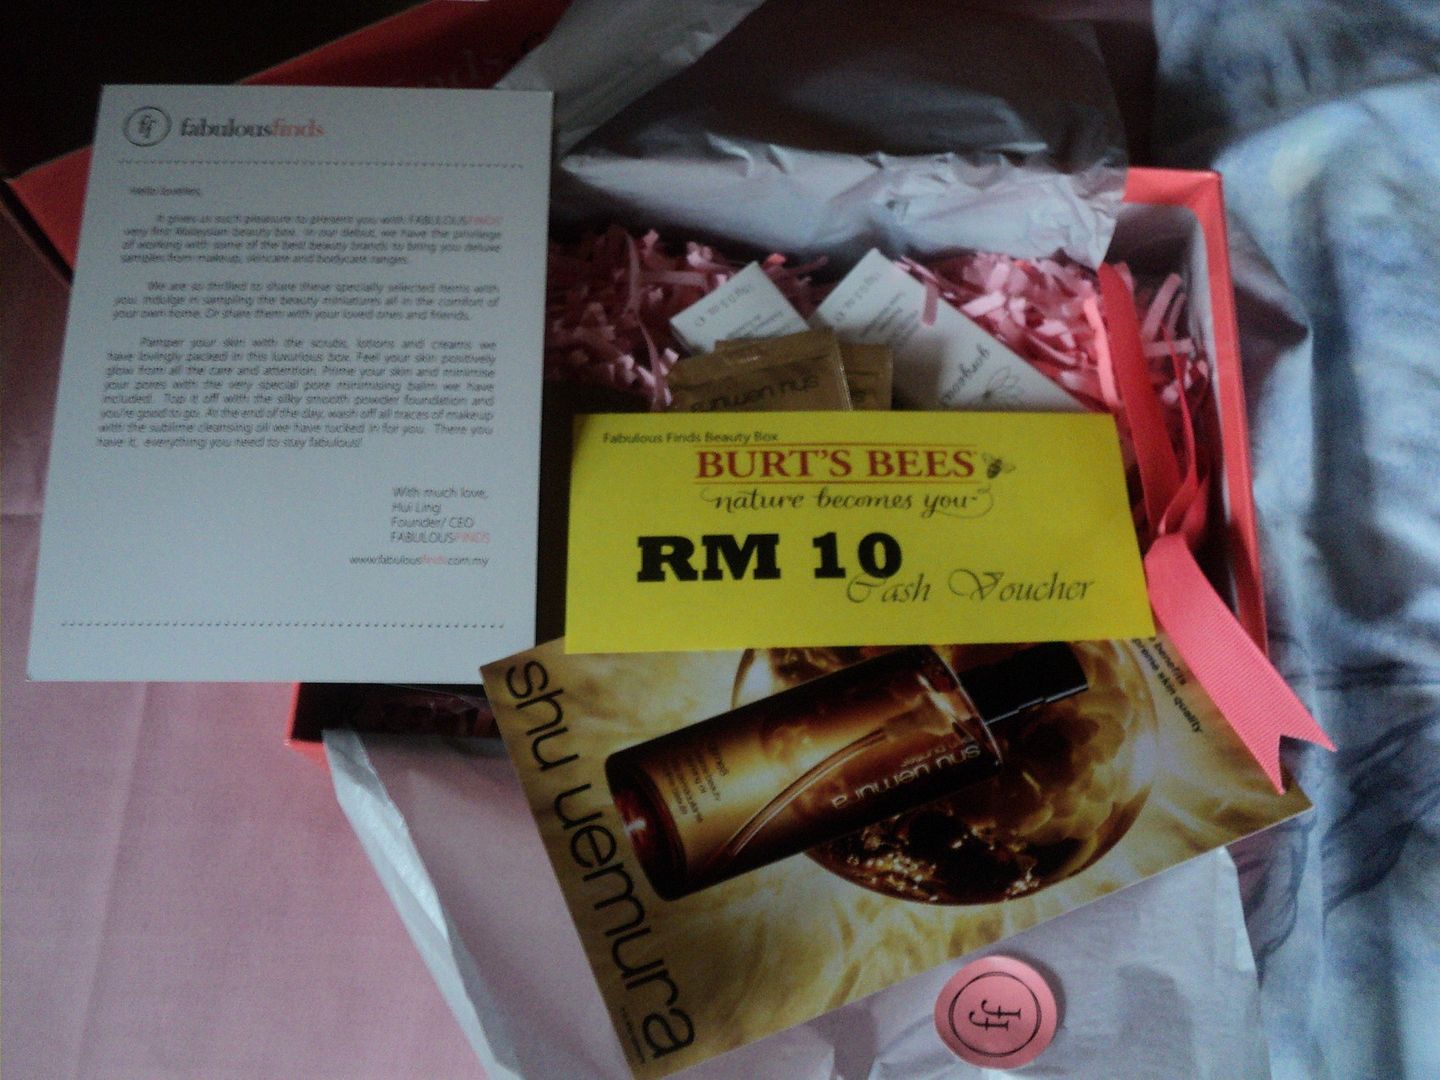 ff fabulousfinds
Hello lovelies,
It gives us such pleasure to present you with FABULOUSFINDS'
very first Malaysian beauty box. In our debut, we have the privilege
of working with some of the best beauty brands to bring you deluxe
samples from makeup, skincare and bodycare ranges.
We are so thrilled to share these specially selected items with
you. Indulge in sampling the beauty miniatures all in the comfort of
your own home. Or share them with your loved ones and friends.
Pamper your skin with the scrubs, lotions and creams we
have lovingly packed in this luxurious box. Feel your skin positively
glow from all the care and attention. Prime your skin and minimise
your pores with the very special pore minimising balm we have
included. Top it off with the silky smooth powder foundation and
you're good to go. At the end of the day, wash off all traces of makeup
with the sublime cleansing oil we have tucked in for you. There you
have it, everything you need to stay fabulous!
With much love,
Hui Ling
Founder/ CEO
FABULOUSFINDS
www.fabulousfinds.com.my
finds
shu uemura
Fabulous Finds Beauty Box
BURT'S BEES
nature becomes you
RM 10
Cash Voucher
benefits
skin quality
shu uemura
shu uemura
ff